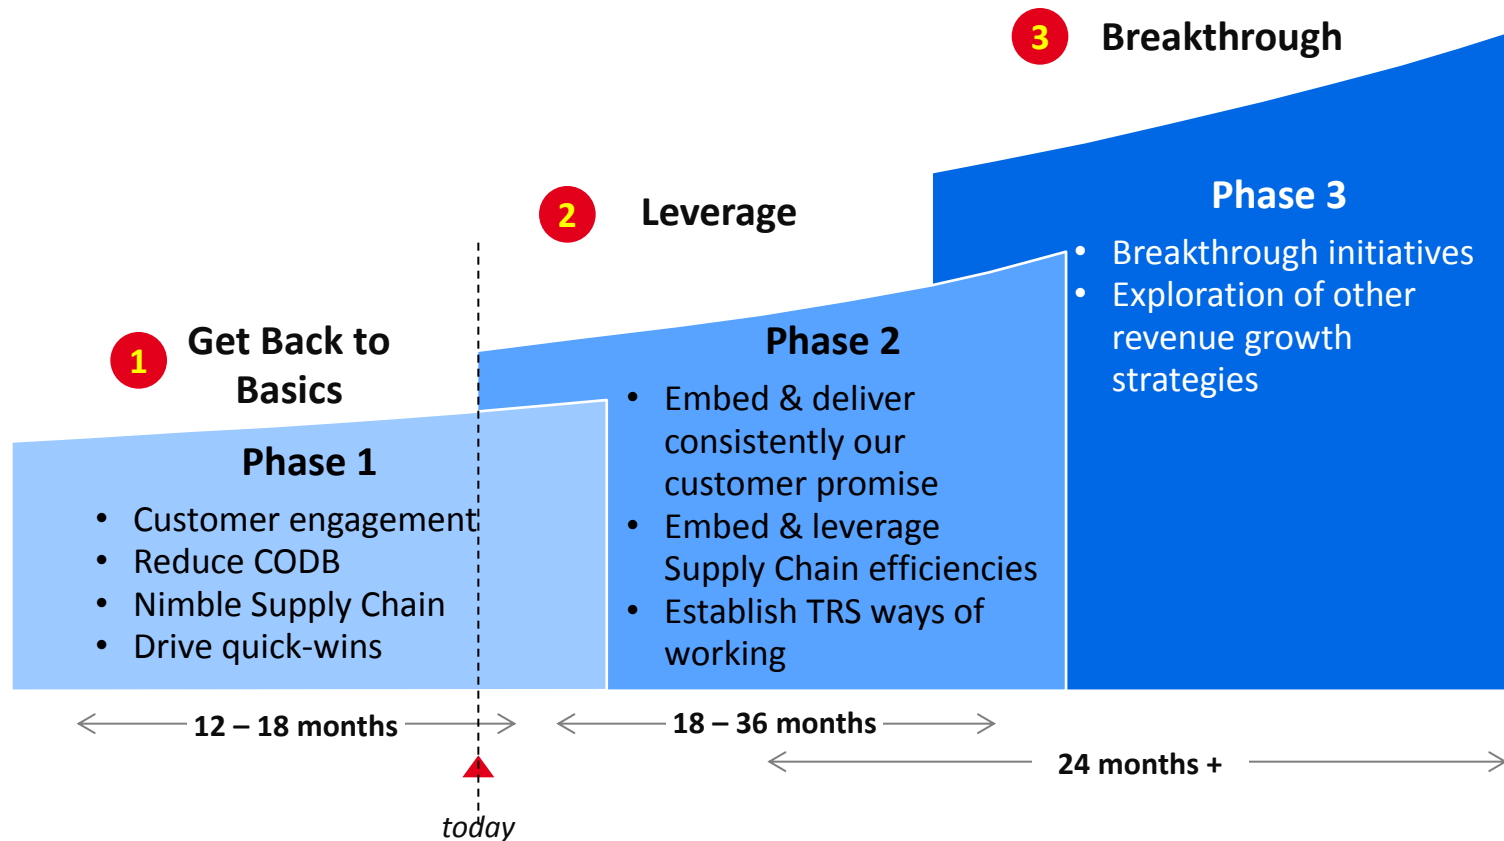 1
Get Back to
Basics
Phase 1
• Customer engagement
• Reduce CODB
• Nimble Supply Chain
• Drive quick-wins
12 – 18 months
today
2
Leverage
Phase 2
• Embed & deliver
consistently our
customer promise
• Embed & leverage
Supply Chain efficiencies
• Establish TRS ways of
working
18 – 36 months
3
Breakthrough
Phase 3
• Breakthrough initiatives
• Exploration of other
revenue growth
strategies
24 months +